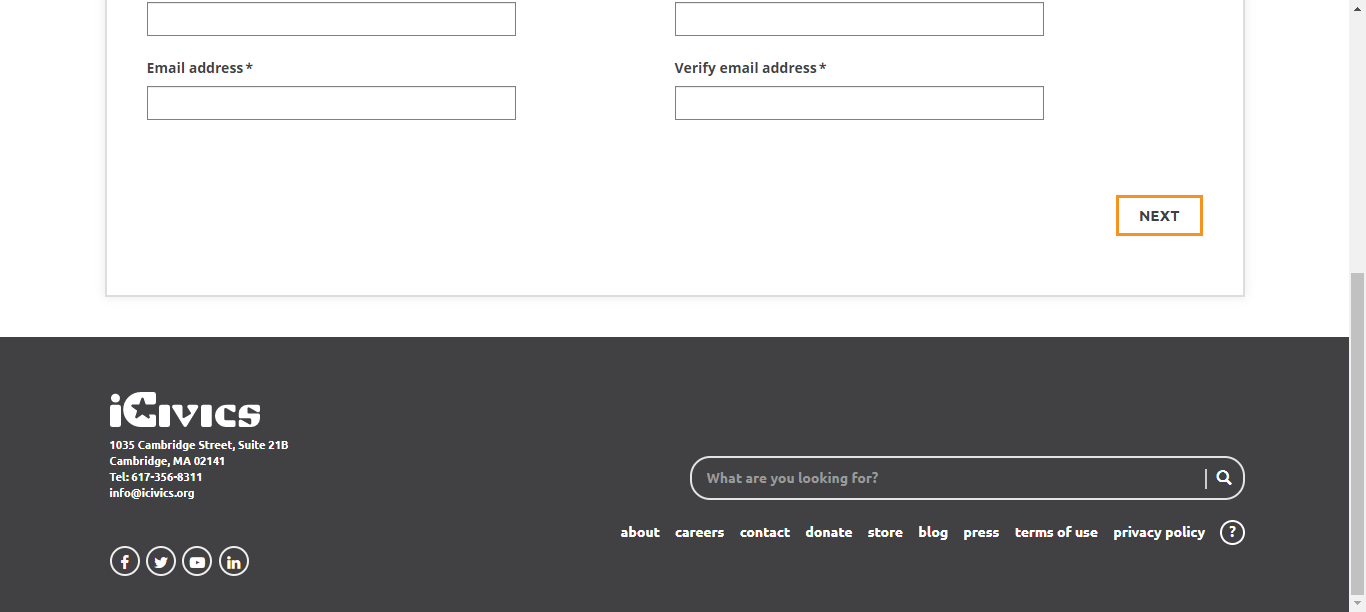 Email address*
Verify email address*
NEXT
iCivics
1035 Cambridge Street, Suite 21B
Cambridge, MA 02141
Tel: 617-356-8311
info@icivics.org
What are you looking for?
about careers contact donate store blog press terms of use privacy policy ?